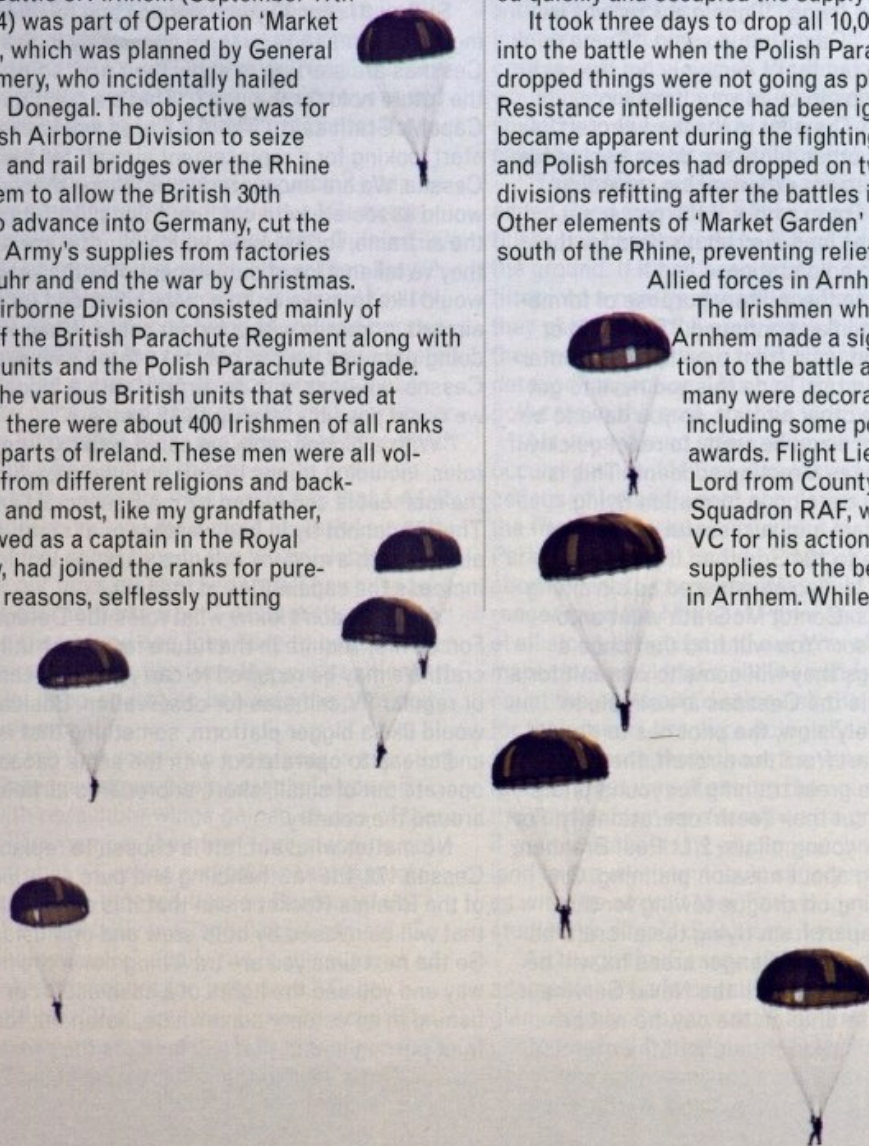 4) was part of Operation ‘Market
, which was planned by General
mery, who incidentally hailed
Donegal. The objective was for
sh Airborne Division to seize
and rail bridges over the Rhine
em to allow the British 30th
o advance into Germany, cut the
Army’s supplies from factories
uhr and end the war by Christmas.
irborne Division consisted mainly of
f the British Parachute Regiment along with
units and the Polish Parachute Brigade.
he various British units that served at
there were about 400 Irishmen of all ranks
parts of Ireland. These men were all vol-
from different religions and back-
and most, like my grandfather,
ved as a captain in the Royal
, had joined the ranks for pure-
reasons, selflessly putting
It took three days to drop all 10,0
into the battle when the Polish Para
dropped things were not going as p
Resistance intelligence had been ig
became apparent during the fighting
and Polish forces had dropped on tw
divisions refitting after the battles i
Other elements of ‘Market Garden’
south of the Rhine, preventing relie
Allied forces in Arnh
The Irishmen wh
Arnhem made a sig
tion to the battle a
many were decora
including some po
awards. Flight Lie
Lord from County
Squadron RAF, w
VC for his action
supplies to the be
in Arnhem. While